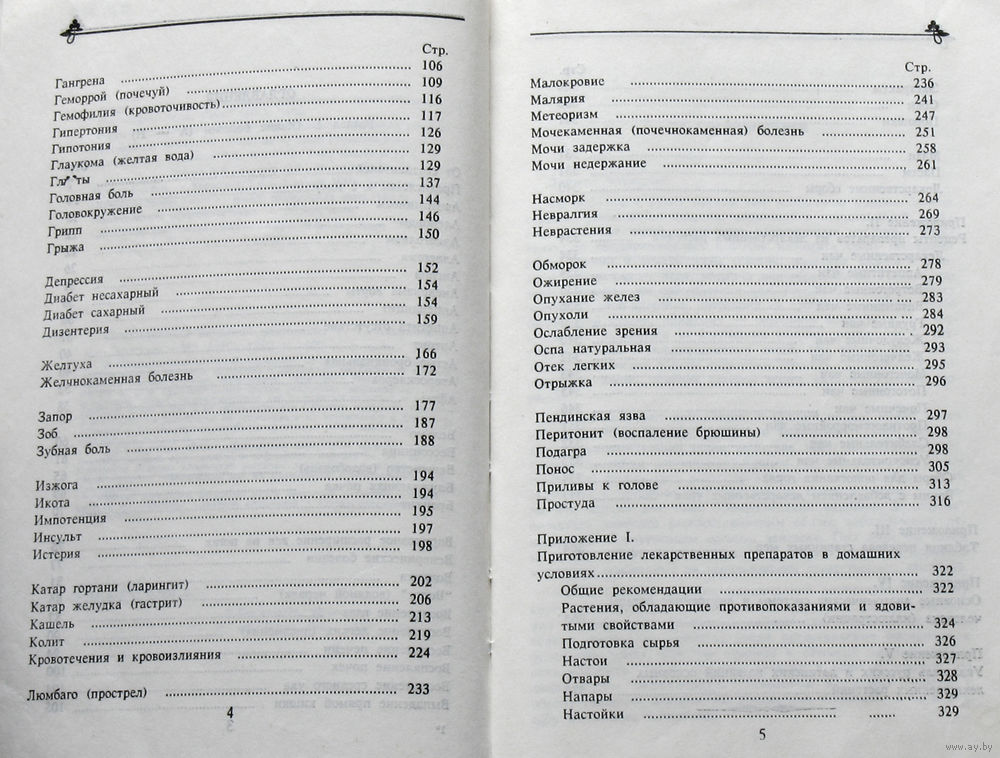 Стр.
Гангрена 106
Геморрой (почечуй) 109
Гемофилия (кровоточивость) 116
Гипертония 117
Гипотония 126
Глаукома (желтая вода) 129
129
Головная боль 137
Головокружение 144
Грипп 146
Грыжа 150
Депрессия 152
Диабет несахарный 154
Диабет сахарный 154
Дизентерия 159
Желтуха 166
Желчнокаменная болезнь 172
Запор 177
Зоб 187
Зубная боль 188
Изжога 194
Икота 194
Импотенция 195
Инсульт 197
Истерия 198
Катар гортани (ларингит) 202
Катар желудка (гастрит) 206
Кашель 213
Колит 219
Кровотечения и кровоизлияния 224
Люмбаго (прострел) 233
4
Стр.
Малокровие 236
Малярия 241
Метеоризм 247
Мочекаменная (почечнокаменная) болезнь 251
Мочи задержка 258
Мочи недержание 261
Насморк 264
Невралгия 269
Неврастения 273
Обморок 278
Ожирение 279
Опухание желез 283
Опухоли 284
Ослабление зрения 292
Оспа натуральная 293
Отек легких 295
Отрыжка 296
Пендинская язва 297
Перитонит (воспаление брюшины) 298
Подагра 298
Понос 305
Приливы к голове 313
Простуда 316
Приложение I.
Приготовление лекарственных препаратов в домашних
условиях 322
Общие рекомендации 322
Растения, обладающие противопоказаниями и ядови-
тыми свойствами 324
Подготовка сырья 326
Настои 327
Отвары 328
Напары 329
Настойки 329
5
www.ay.by